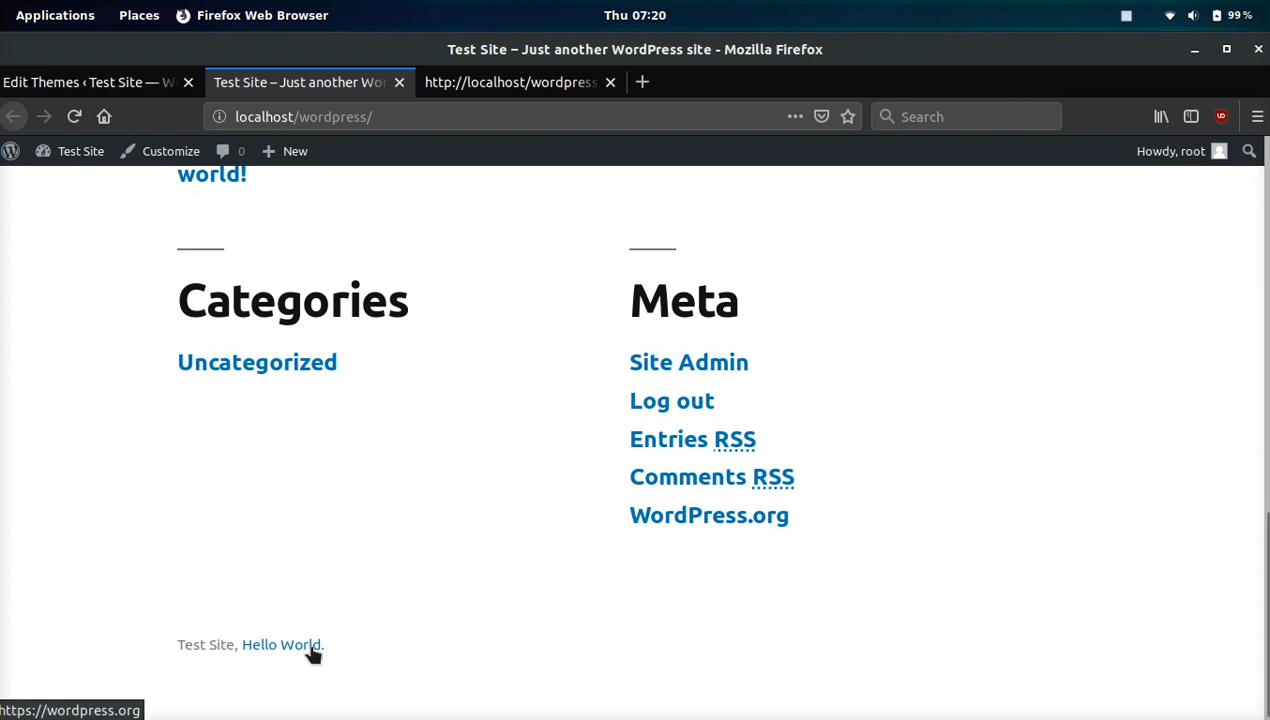 Applications Places Firefox Web Browser Thu 07:20 99%
Test Site – Just another WordPress site - Mozilla Firefox
Edit Themes ‹ Test Site — W Test Site – Just another Wor http://localhost/wordpress
localhost/wordpress/ Search
Test Site Customize 0 New Howdy, root
world!
Categories
Uncategorized
Meta
Site Admin
Log out
Entries RSS
Comments RSS
WordPress.org
Test Site, Hello World.
https://wordpress.org